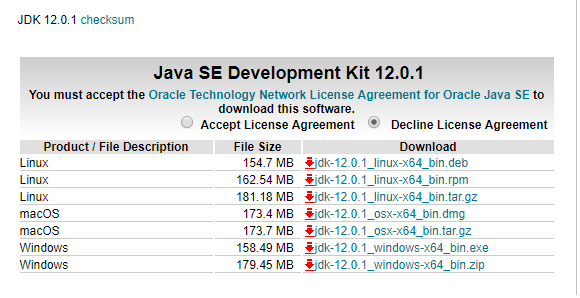 JDK 12.0.1 checksum
Java SE Development Kit 12.0.1
You must accept the Oracle Technology Network License Agreement for Oracle Java SE to
download this software.
Accept License Agreement Decline License Agreement
Product / File Description File Size Download
Linux 154.7 MB jdk-12.0.1_linux-x64_bin.deb
Linux 162.54 MB jdk-12.0.1_linux-x64_bin.rpm
Linux 181.18 MB jdk-12.0.1_linux-x64_bin.tar.gz
macOS 173.4 MB jdk-12.0.1_osx-x64_bin.dmg
macOS 173.7 MB jdk-12.0.1_osx-x64_bin.tar.gz
Windows 158.49 MB jdk-12.0.1_windows-x64_bin.exe
Windows 179.45 MB jdk-12.0.1_windows-x64_bin.zip